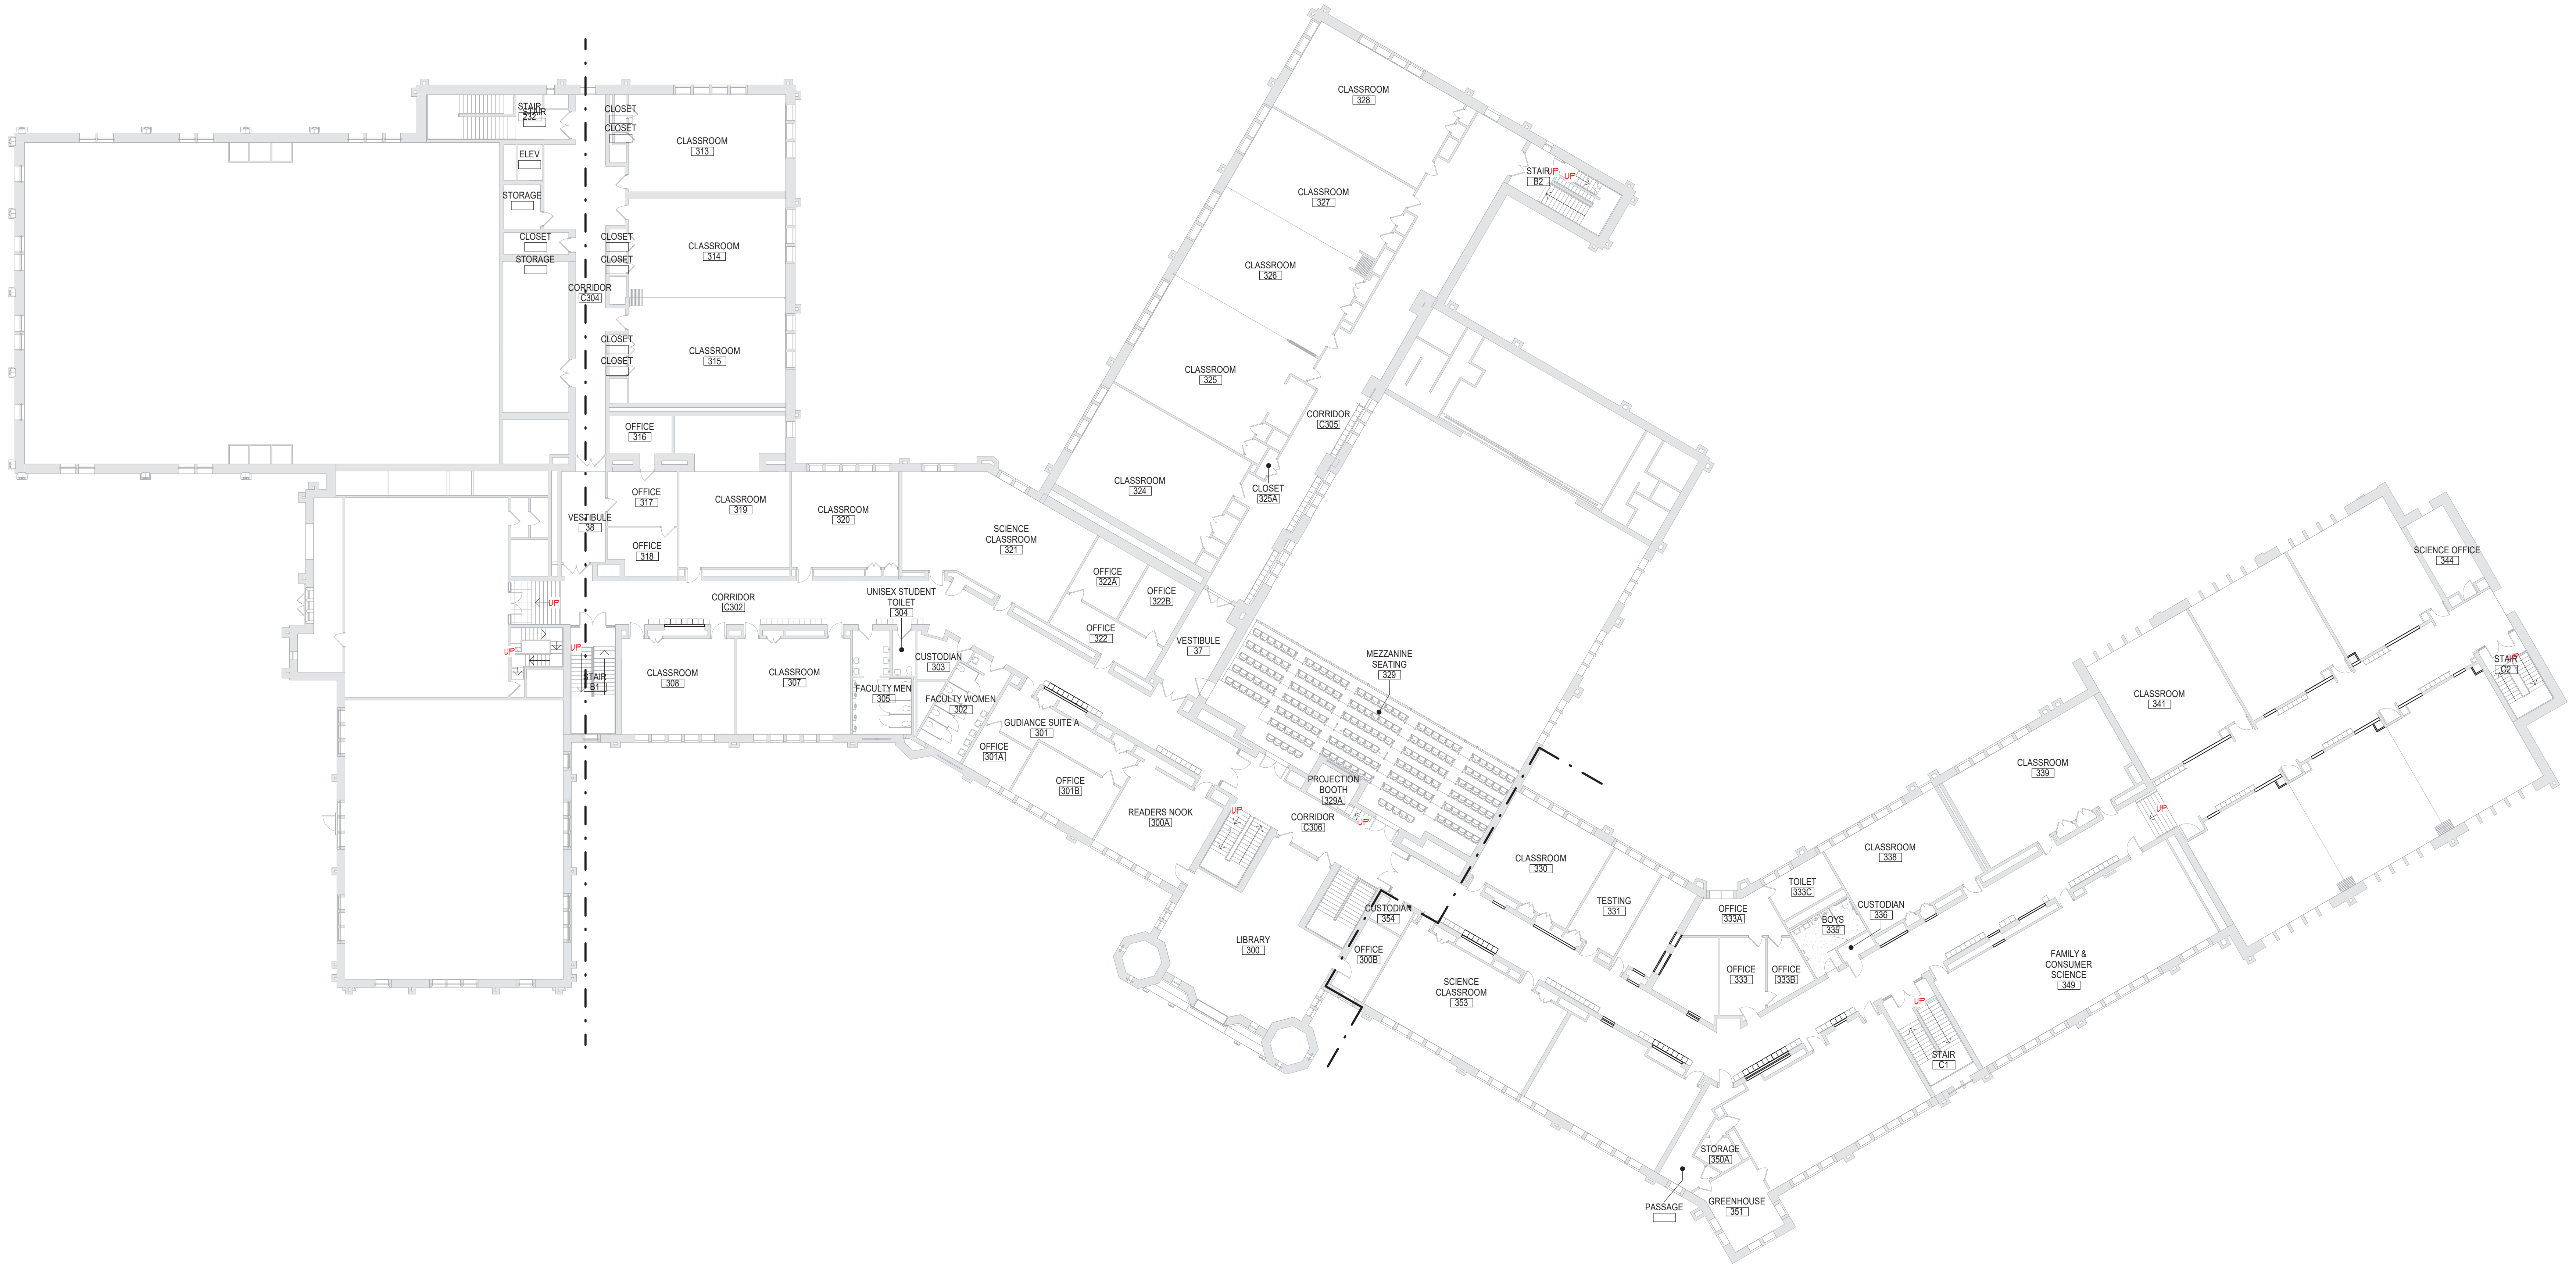 CLASSROOM
328
STAIR
232
STAIR
CLOSET
CLOSET
CLASSROOM
313
ELEV
STORAGE
STAIR
B2
UP
UP
CLASSROOM
327
CLOSET
STORAGE
CLOSET
CLOSET
CLASSROOM
314
CLASSROOM
326
CORRIDOR
C304
CLOSET
CLOSET
CLASSROOM
315
CLASSROOM
325
CORRIDOR
C305
OFFICE
316
CLASSROOM
324
CLOSET
325A
OFFICE
317
CLASSROOM
319
CLASSROOM
320
VESTIBULE
38
SCIENCE
CLASSROOM
321
OFFICE
318
OFFICE
322A
OFFICE
322B
SCIENCE OFFICE
344
UP
CORRIDOR
C302
UNISEX STUDENT
TOILET
304
OFFICE
322
VESTIBULE
37
UP
UP
STAIR
B1
CLASSROOM
308
CLASSROOM
307
CUSTODIAN
303
FACULTY MEN
305
FACULTY WOMEN
302
MEZZANINE
SEATING
329
UP
STAIR
C2
CLASSROOM
341
GUDIANCE SUITE A
301
OFFICE
301A
OFFICE
301B
PROJECTION
BOOTH
329A
CLASSROOM
339
READERS NOOK
300A
UP
CORRIDOR
C306
UP
UP
CLASSROOM
338
CLASSROOM
330
TOILET
333C
TESTING
331
CUSTODIAN
354
OFFICE
333A
BOYS
335
CUSTODIAN
336
LIBRARY
300
OFFICE
300B
OFFICE
333
OFFICE
333B
FAMILY &
CONSUMER
SCIENCE
349
SCIENCE
CLASSROOM
353
UP
STAIR
C1
STORAGE
350A
PASSAGE
GREENHOUSE
351